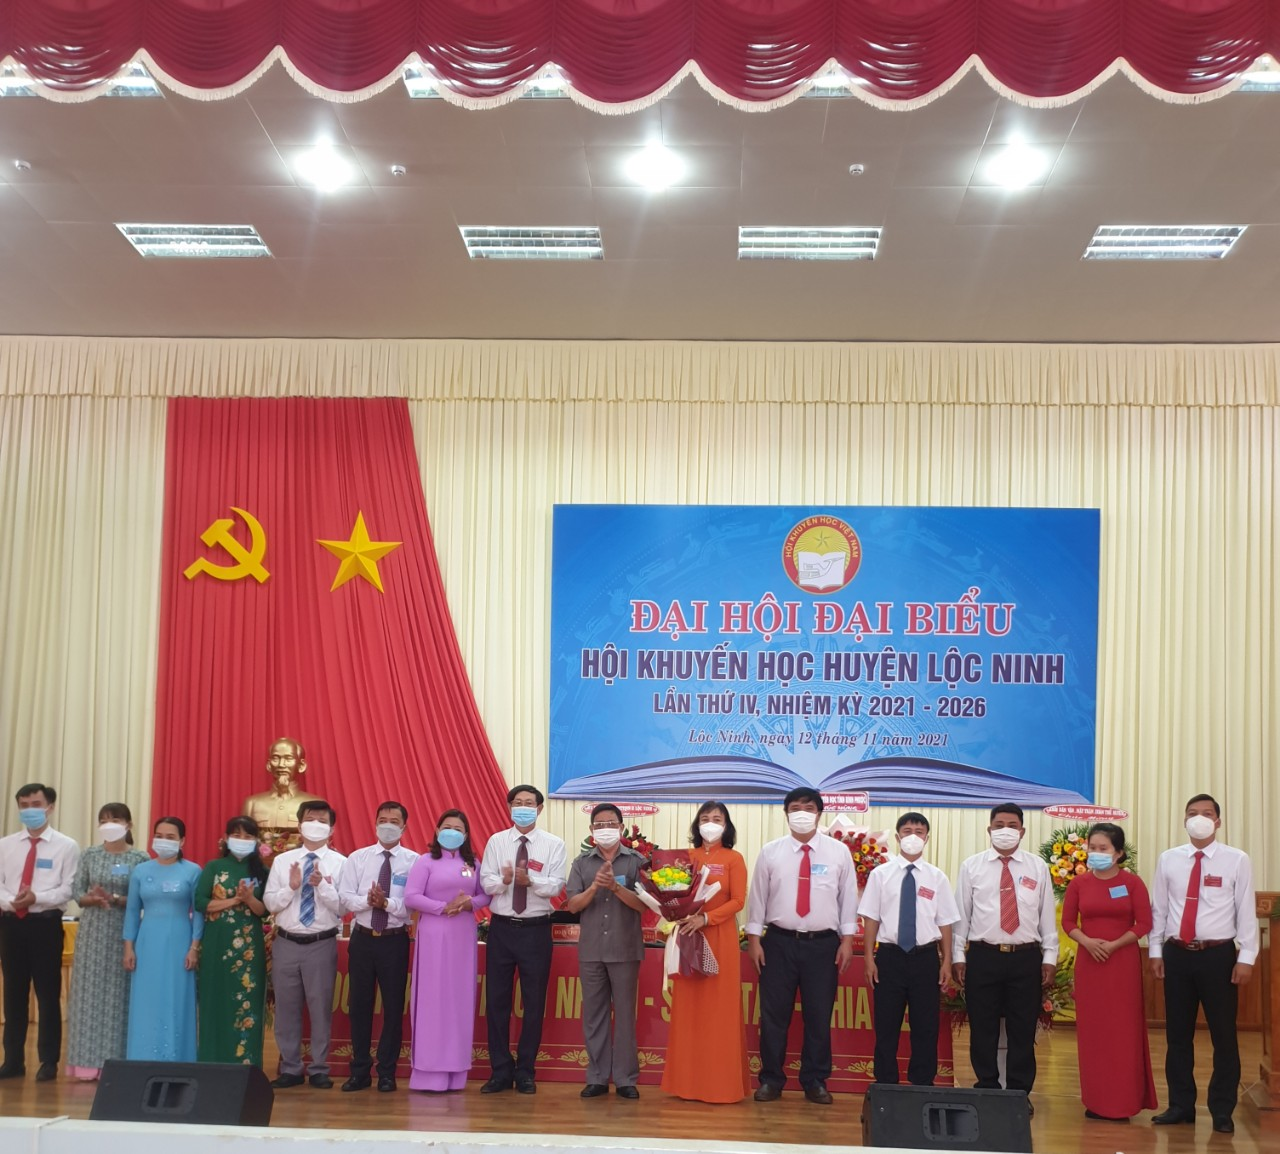 HỘI KHUYẾN HỌC VIỆT NAM
ĐẠI HỘI ĐẠI BIỂU
HỘI KHUYẾN HỌC HUYỆN LỘC NINH
LẦN THỨ IV, NHIỆM KỲ 2021 - 2026
Lộc Ninh, ngày 12 tháng 11 năm 2021